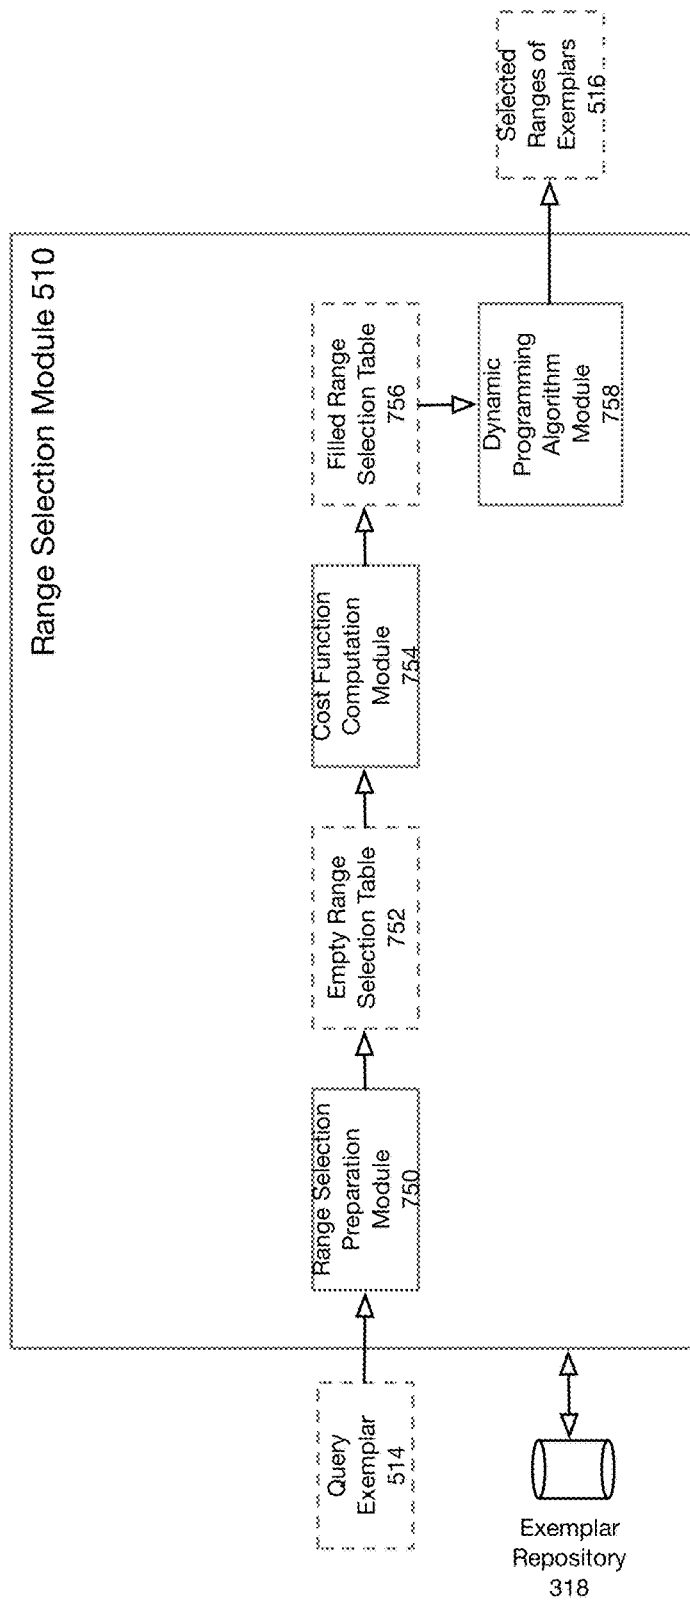 Range Selection Module 510
Query
Exemplar
514
Range Selection
Preparation
Module
750
Empty Range
Selection Table
752
Cost Function
Computation
Module
754
Filled Range
Selection Table
756
Dynamic
Programming
Algorithm
Module
758
Selected
Ranges of
Exemplars
516
Exemplar
Repository
318